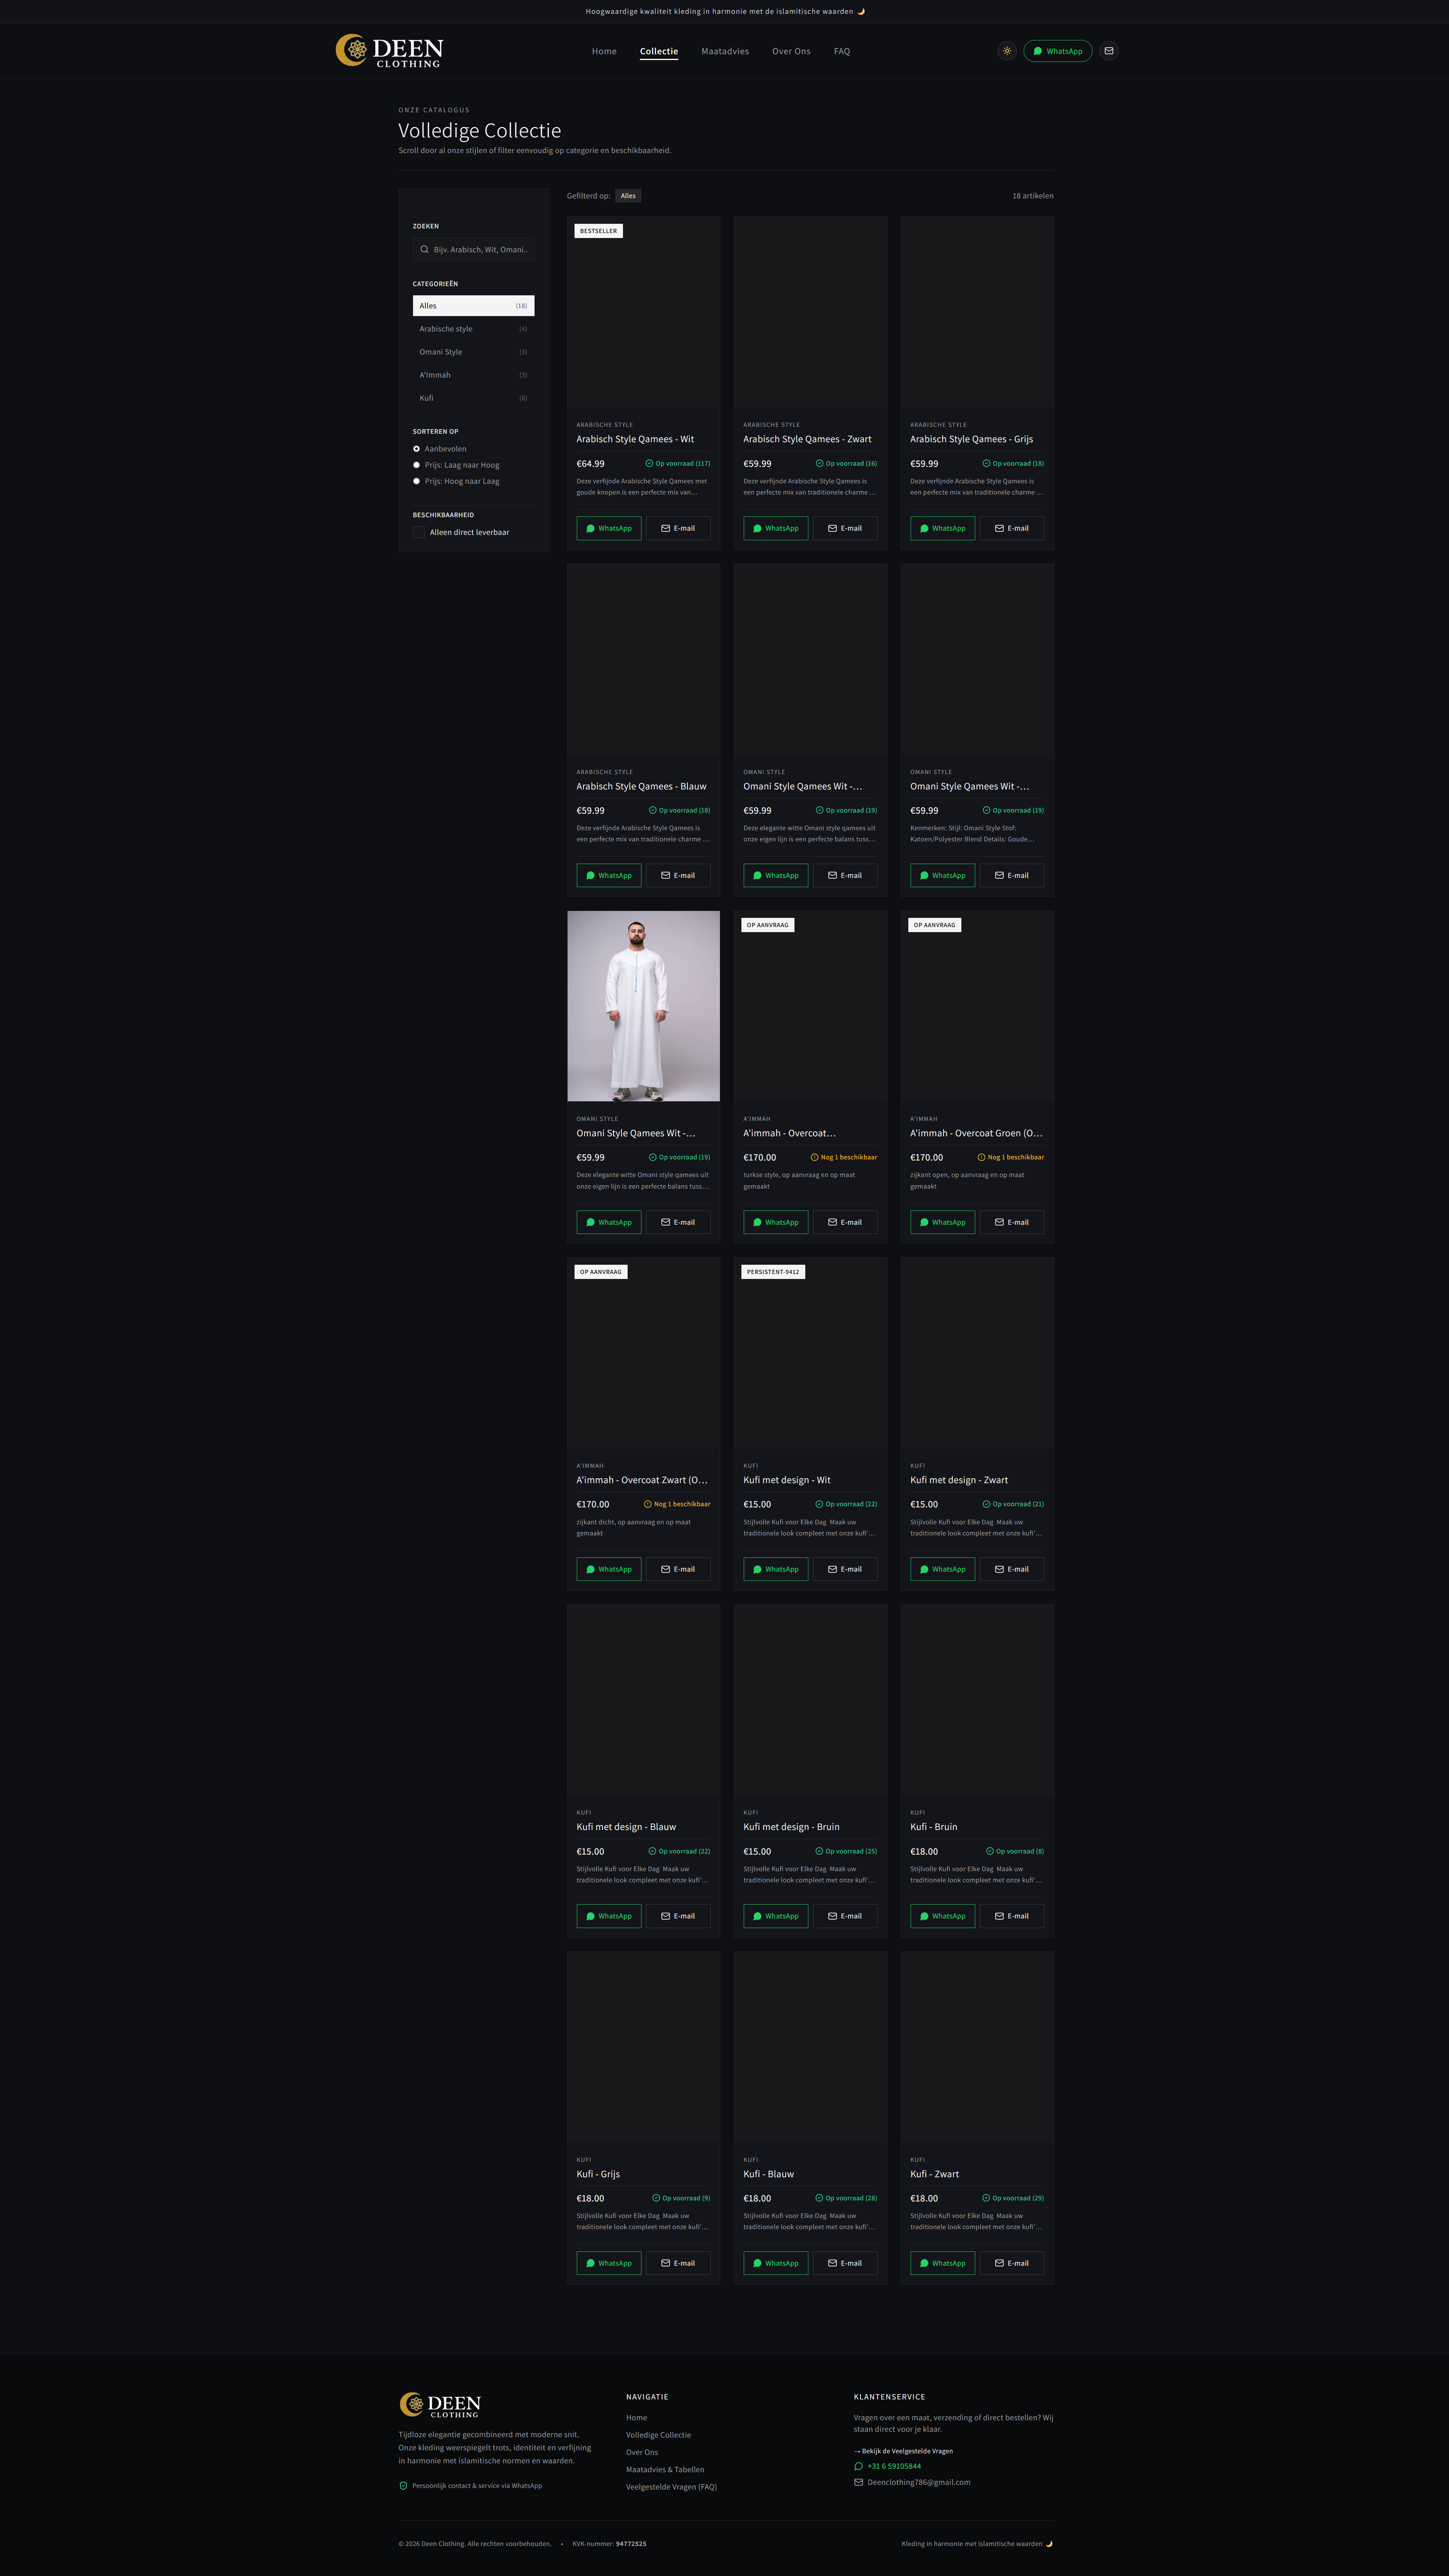 Hoogwaardige kwaliteit kleding in harmonie met de islamitische waarden 🌙
DEEN
CLOTHING
Home
Collectie
Maatadvies
Over Ons
FAQ
WhatsApp
ONZE CATALOGUS
Volledige Collectie
Scroll door al onze stijlen of filter eenvoudig op categorie en beschikbaarheid.
ZOEKEN
Bijv. Arabisch, Wit, Omani..
CATEGORIEËN
Alles (18)
Arabische style (4)
Omani Style (3)
A'Immah (3)
Kufi (8)
SORTEREN OP
Aanbevolen
Prijs: Laag naar Hoog
Prijs: Hoog naar Laag
BESCHIKBAARHEID
Alleen direct leverbaar
Gefilterd op: Alles
18 artikelen
BESTSELLER
ARABISCHE STYLE
Arabisch Style Qamees - Wit
€64.99 Op voorraad (117)
Deze verfijnde Arabische Style Qamees met
goude knopen is een perfecte mix van…
WhatsApp E-mail
ARABISCHE STYLE
Arabisch Style Qamees - Zwart
€59.99 Op voorraad (16)
Deze verfijnde Arabische Style Qamees is
een perfecte mix van traditionele charme …
WhatsApp E-mail
ARABISCHE STYLE
Arabisch Style Qamees - Grijs
€59.99 Op voorraad (18)
Deze verfijnde Arabische Style Qamees is
een perfecte mix van traditionele charme …
WhatsApp E-mail
ARABISCHE STYLE
Arabisch Style Qamees - Blauw
€59.99 Op voorraad (18)
Deze verfijnde Arabische Style Qamees is
een perfecte mix van traditionele charme …
WhatsApp E-mail
OMANI STYLE
Omani Style Qamees Wit -…
€59.99 Op voorraad (19)
Deze elegante witte Omani style qamees uit
onze eigen lijn is een perfecte balans tuss…
WhatsApp E-mail
OMANI STYLE
Omani Style Qamees Wit -…
€59.99 Op voorraad (19)
Kenmerken: Stijl: Omani Style Stof:
Katoen/Polyester Blend Details: Goude…
WhatsApp E-mail
OMANI STYLE
Omani Style Qamees Wit -…
€59.99 Op voorraad (19)
Deze elegante witte Omani style qamees uit
onze eigen lijn is een perfecte balans tuss…
WhatsApp E-mail
OP AANVRAAG
A'IMMAH
A'immah - Overcoat…
€170.00 Nog 1 beschikbaar
turkse style, op aanvraag en op maat
gemaakt
WhatsApp E-mail
OP AANVRAAG
A'IMMAH
A'immah - Overcoat Groen (O…
€170.00 Nog 1 beschikbaar
zijkant open, op aanvraag en op maat
gemaakt
WhatsApp E-mail
OP AANVRAAG
A'IMMAH
A'immah - Overcoat Zwart (O…
€170.00 Nog 1 beschikbaar
zijkant dicht, op aanvraag en op maat
gemaakt
WhatsApp E-mail
PERSISTENT-9412
KUFI
Kufi met design - Wit
€15.00 Op voorraad (22)
Stijlvolle Kufi voor Elke Dag Maak uw
traditionele look compleet met onze kufi'…
WhatsApp E-mail
KUFI
Kufi met design - Zwart
€15.00 Op voorraad (21)
Stijlvolle Kufi voor Elke Dag Maak uw
traditionele look compleet met onze kufi'…
WhatsApp E-mail
KUFI
Kufi met design - Blauw
€15.00 Op voorraad (22)
Stijlvolle Kufi voor Elke Dag Maak uw
traditionele look compleet met onze kufi'…
WhatsApp E-mail
KUFI
Kufi met design - Bruin
€15.00 Op voorraad (25)
Stijlvolle Kufi voor Elke Dag Maak uw
traditionele look compleet met onze kufi'…
WhatsApp E-mail
KUFI
Kufi - Bruin
€18.00 Op voorraad (8)
Stijlvolle Kufi voor Elke Dag Maak uw
traditionele look compleet met onze kufi'…
WhatsApp E-mail
KUFI
Kufi - Grijs
€18.00 Op voorraad (9)
Stijlvolle Kufi voor Elke Dag Maak uw
traditionele look compleet met onze kufi'…
WhatsApp E-mail
KUFI
Kufi - Blauw
€18.00 Op voorraad (28)
Stijlvolle Kufi voor Elke Dag Maak uw
traditionele look compleet met onze kufi'…
WhatsApp E-mail
KUFI
Kufi - Zwart
€18.00 Op voorraad (29)
Stijlvolle Kufi voor Elke Dag Maak uw
traditionele look compleet met onze kufi'…
WhatsApp E-mail
DEEN
CLOTHING
Tijdloze elegantie gecombineerd met moderne snit.
Onze kleding weerspiegelt trots, identiteit en verfijning
in harmonie met islamitische normen en waarden.
Persoonlijk contact & service via WhatsApp
NAVIGATIE
Home
Volledige Collectie
Over Ons
Maatadvies & Tabellen
Veelgestelde Vragen (FAQ)
KLANTENSERVICE
Vragen over een maat, verzending of direct bestellen? Wij
staan direct voor je klaar.
→ Bekijk de Veelgestelde Vragen
+31 6 59105844
Deenclothing786@gmail.com
© 2026 Deen Clothing. Alle rechten voorbehouden. • KVK-nummer: 94772525
Kleding in harmonie met islamitische waarden 🌙